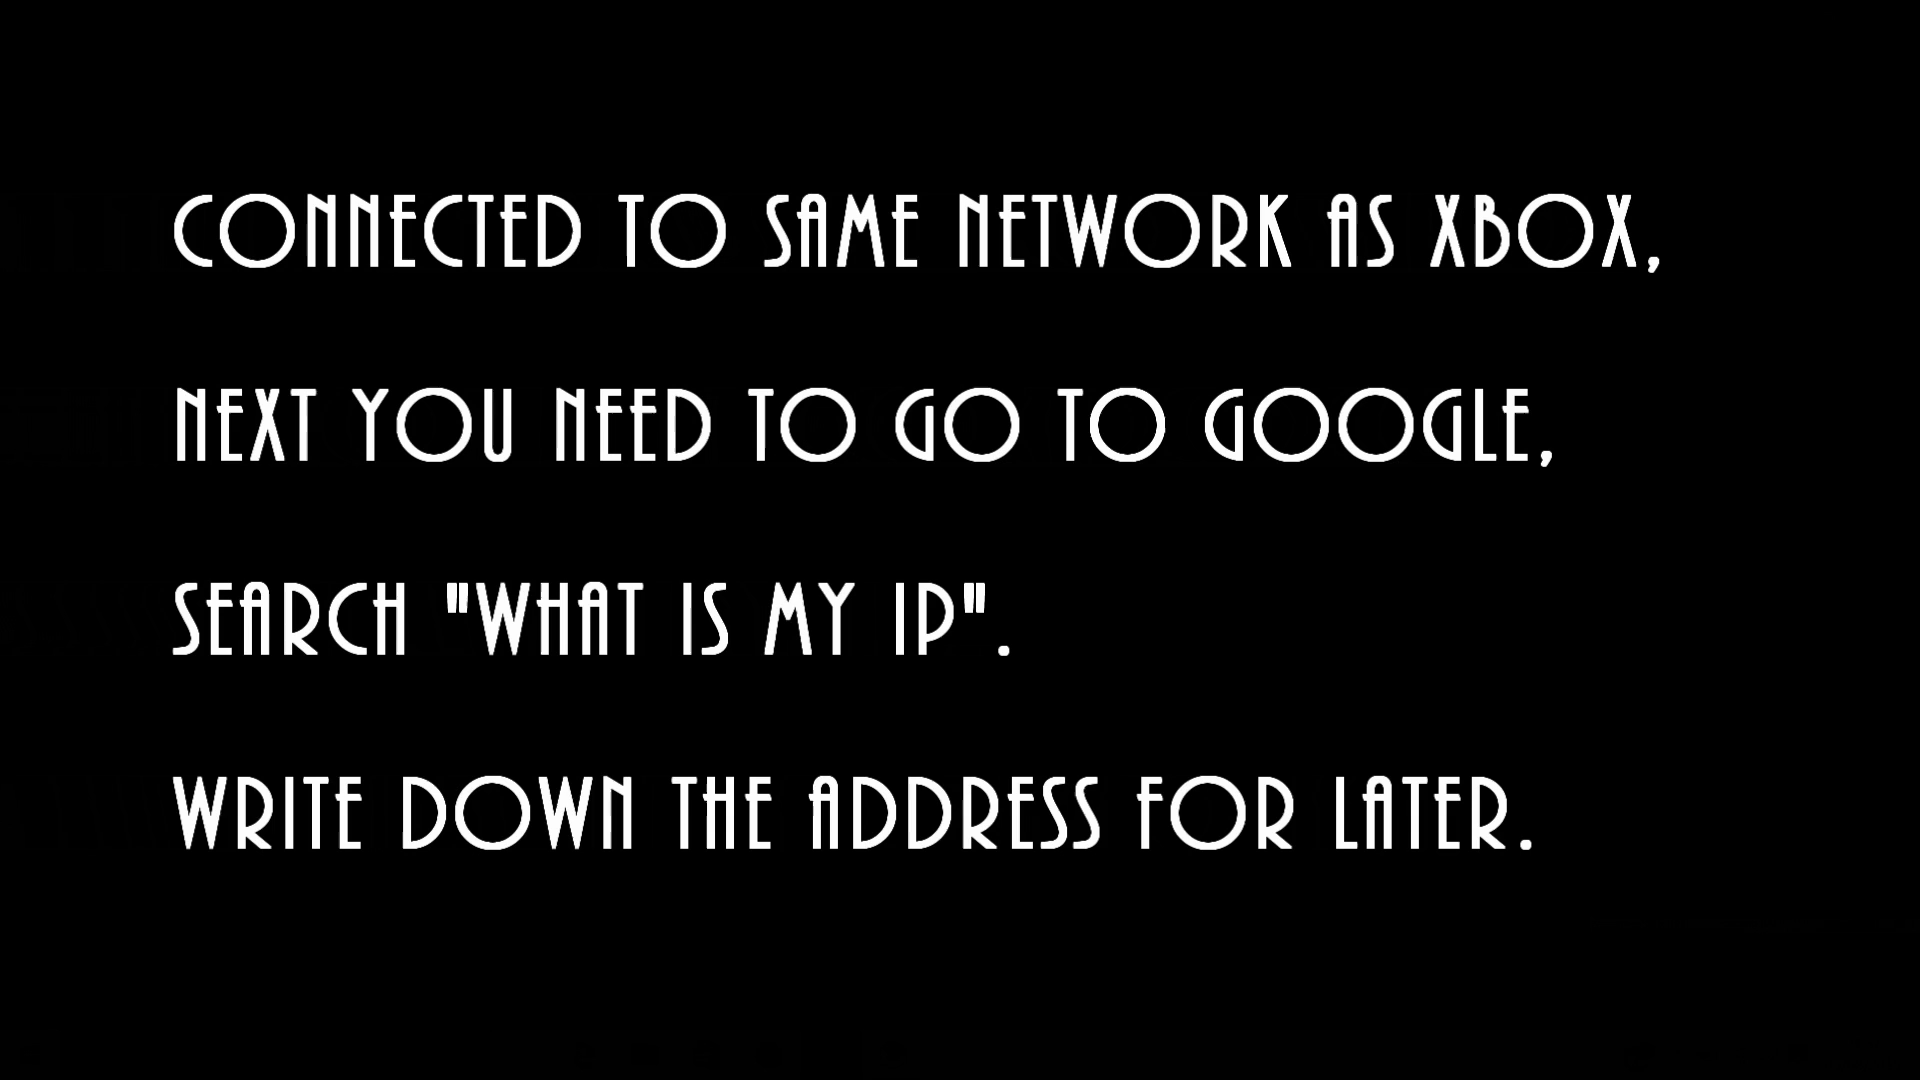 CONNECTED TO SAME NETWORK AS XBOX,
NEXT YOU NEED TO GO TO GOOGLE,
SEARCH "WHAT IS MY IP".
WRITE DOWN THE ADDRESS FOR LATER.